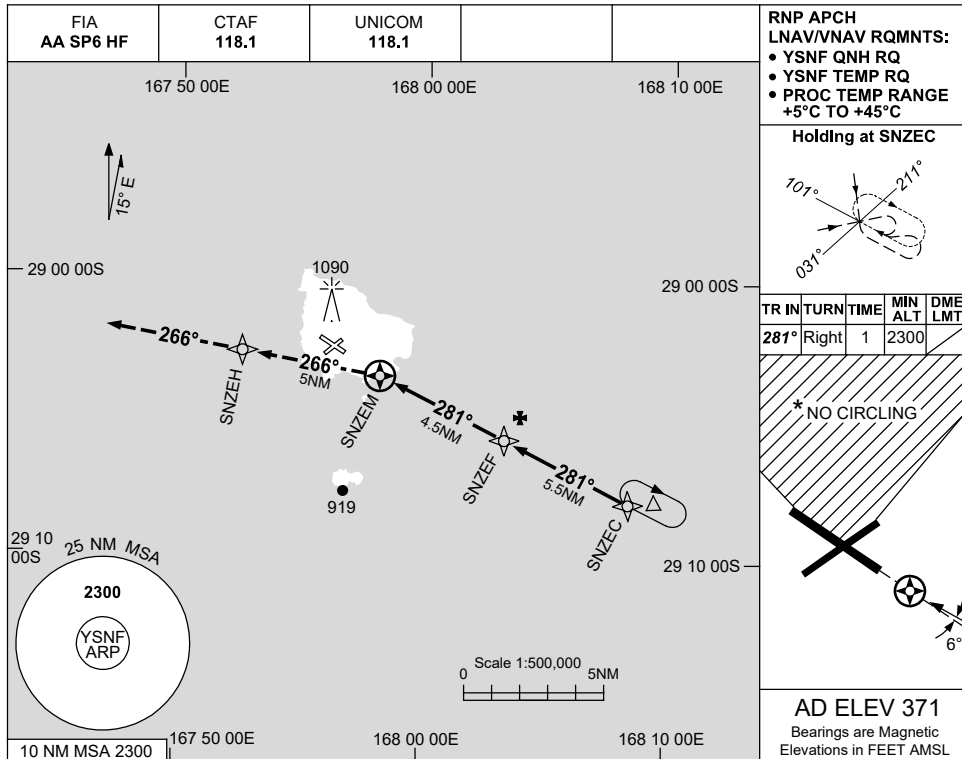 FIA
AA SP6 HF
CTAF
118.1
UNICOM
118.1
RNP APCH
LNAV/VNAV RQMNTS:
• YSNF QNH RQ
• YSNF TEMP RQ
• PROC TEMP RANGE
+5°C TO +45°C
167 50 00E
168 00 00E
168 10 00E
15° E
Holding at SNZEC
101°
211°
031°
29 00 00S
1090
29 00 00S
TR IN TURN TIME MIN ALT DME LMT
281° Right 1 2300
266°
SNZEH
266°
5NM
SNZEM
281°
4.5NM
SNZEF
281°
5.5NM
SNZEC
919
* NO CIRCLING
6°
29 10
00S
25 NM MSA
2300
YSNF
ARP
29 10 00S
Scale 1:500,000
0 5NM
10 NM MSA 2300
167 50 00E
168 00 00E
168 10 00E
AD ELEV 371
Bearings are Magnetic
Elevations in FEET AMSL